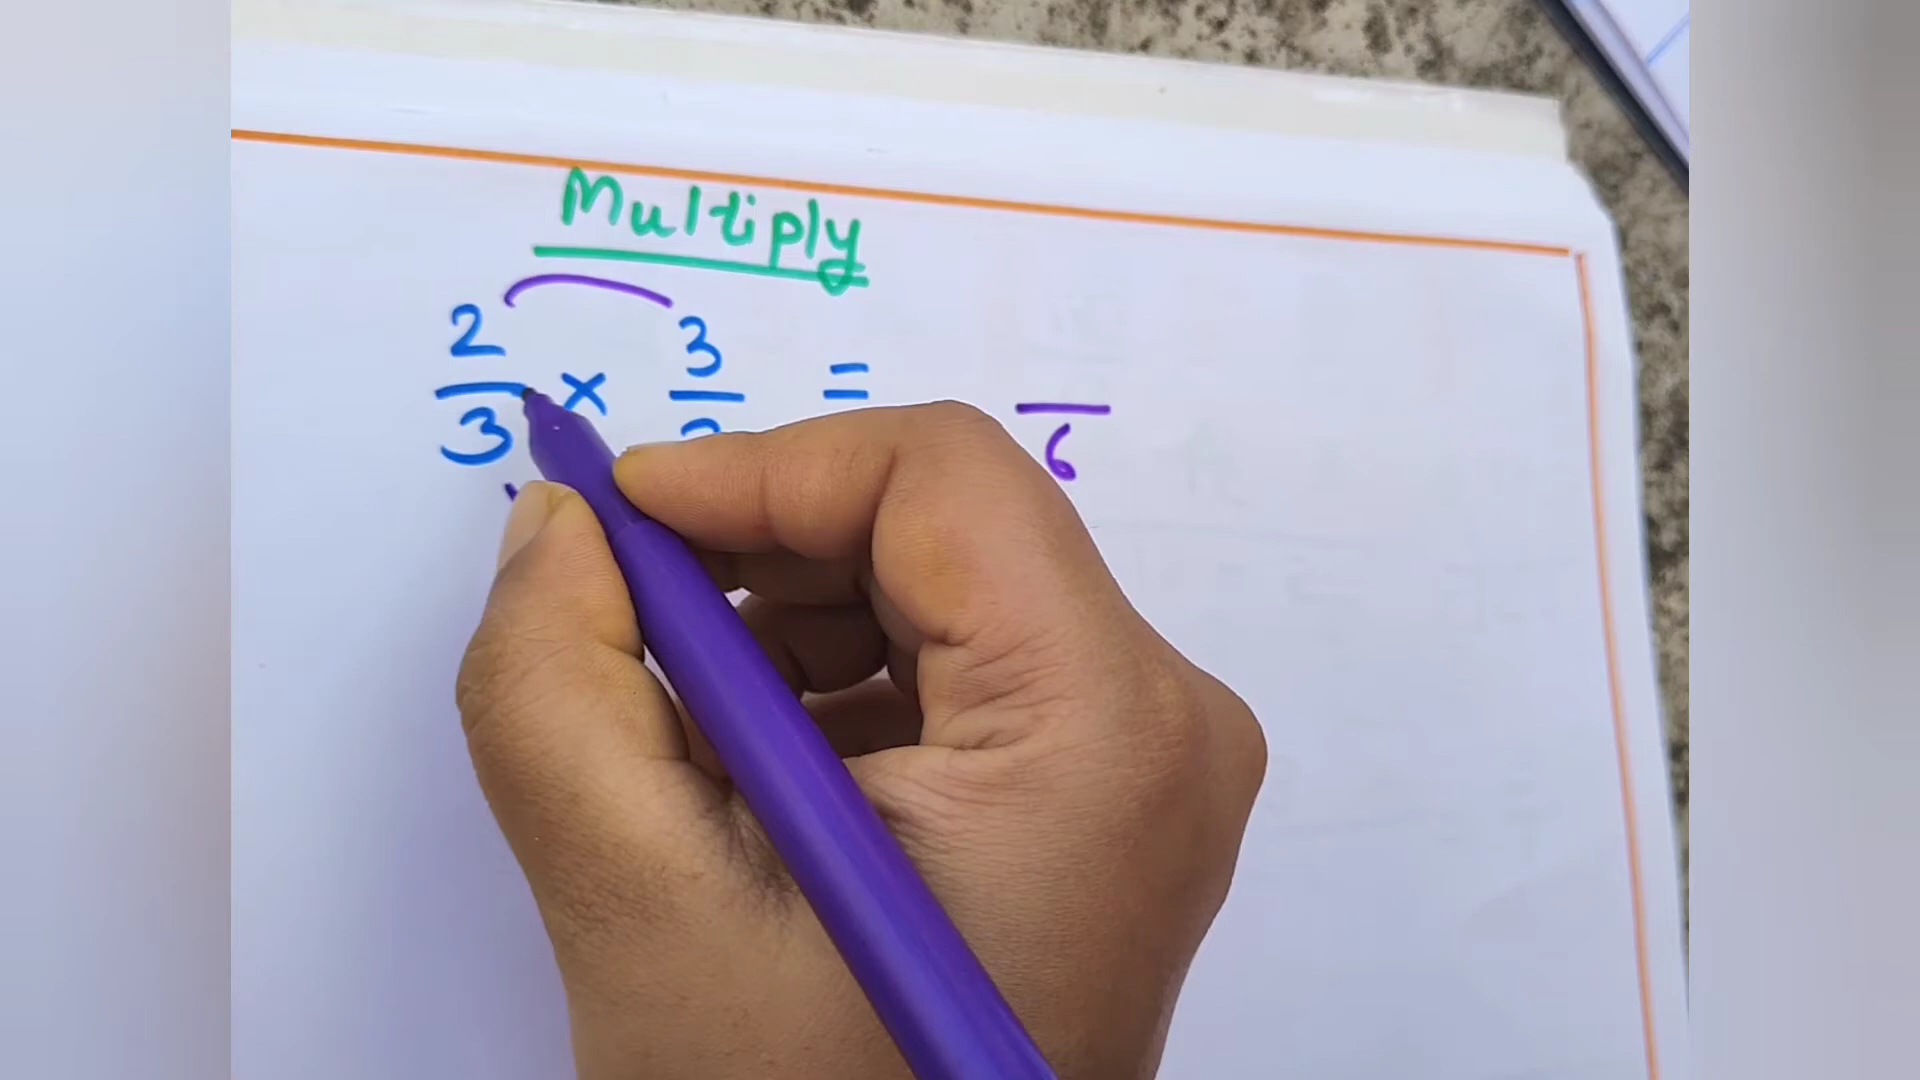 Multiply
2/3 × 3/ = /6